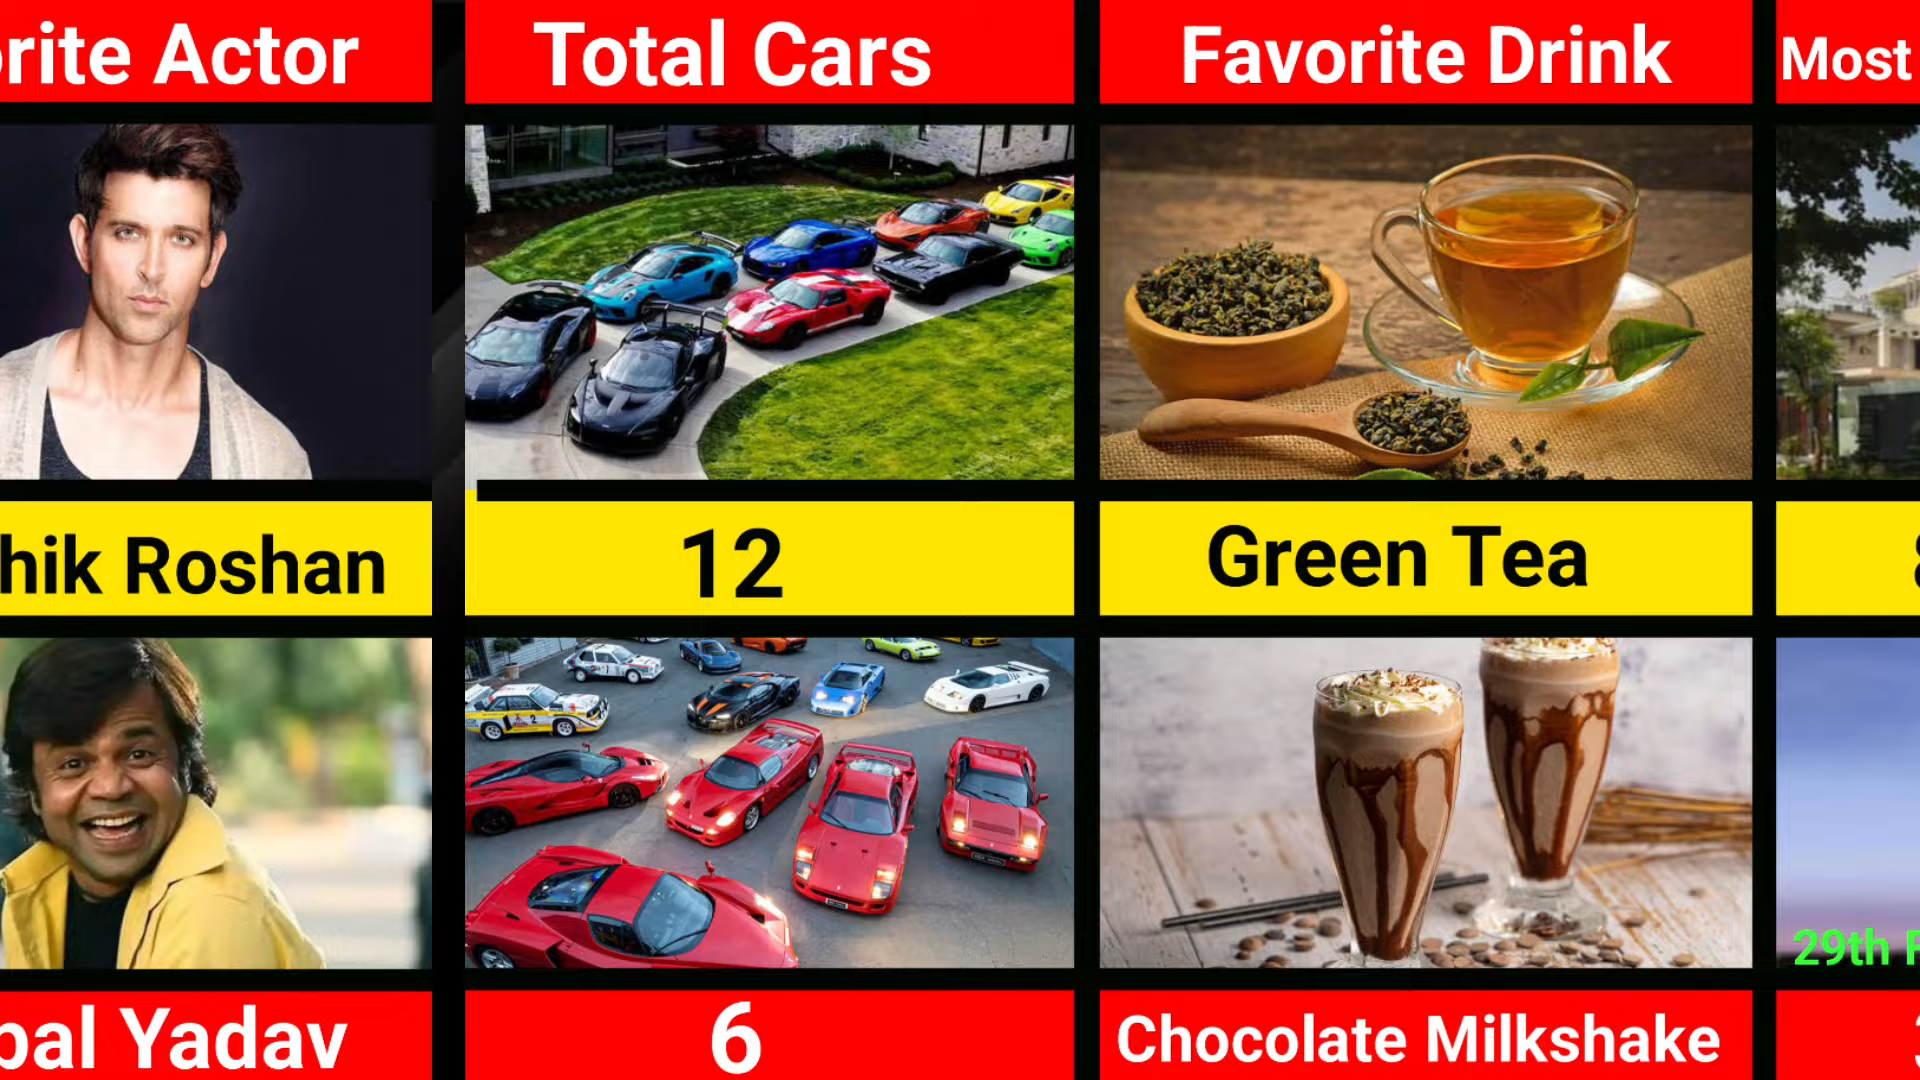 rite Actor
Total Cars
Favorite Drink
Most
hik Roshan
12
Green Tea
29th
pal Yadav
6
Chocolate Milkshake